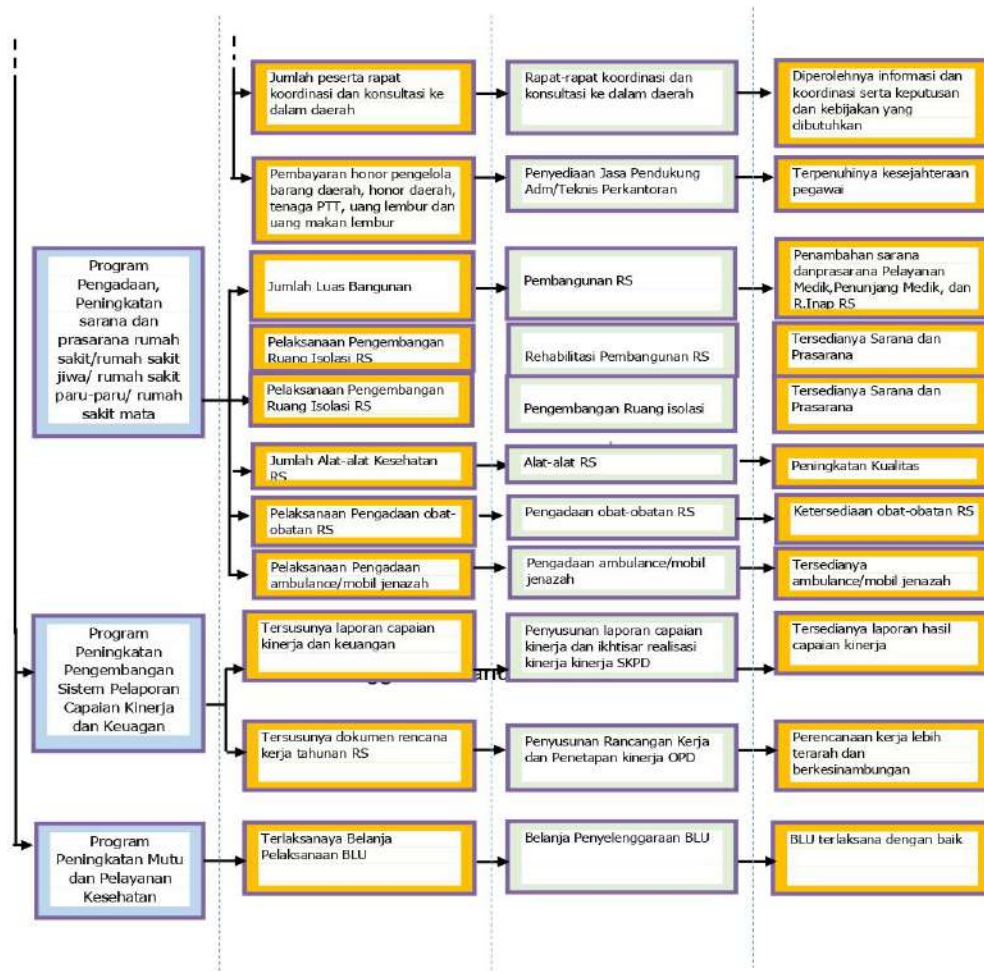 Jumlah peserta rapat
koordinasi dan konsultasi ke
dalam daerah
Rapat-rapat koordinasi dan
konsultasi ke dalam daerah
Diperolehnya informasi dan
koordinasi serta keputusan
dan kebijakan yang
dibutuhkan
Pembayaran honor pengelola
barang daerah, honor daerah,
tenaga PTT, uang lembur dan
uang makan lembur
Penyediaan Jasa Pendukung
Adm/Teknis Perkantoran
Terpenuhinya kesejahteraan
pegawai
Program
Pengadaan,
Peningkatan
sarana dan
prasarana rumah
sakit/rumah sakit
jiwa/ rumah sakit
paru-paru/ rumah
sakit mata
Jumlah Luas Bangunan
Pembangunan RS
Penambahan sarana
danprasarana Pelayanan
Medik,Penunjang Medik, dan
R.Inap RS
Pelaksanaan Pengembangan
Ruang Isolasi RS
Rehabilitasi Pembangunan RS
Tersedianya Sarana dan
Prasarana
Pelaksanaan Pengembangan
Ruang Isolasi RS
Pengembangan Ruang isolasi
Tersedianya Sarana dan
Prasarana
Jumlah Alat-alat Kesehatan
RS
Alat-alat RS
Peningkatan Kualitas
Pelaksanaan Pengadaan obat-
obatan RS
Pengadaan obat-obatan RS
Ketersediaan obat-obatan RS
Pelaksanaan Pengadaan
ambulance/mobil jenazah
Pengadaan ambulance/mobil
jenazah
Tersedianya
ambulance/mobil jenazah
Program
Peningkatan
Pengembangan
Sistem Pelaporan
Capaian Kinerja
dan Keuagan
Tersusunya laporan capaian
kinerja dan keuangan
Penyusunan laporan capaian
kinerja dan ikhtisar realisasi
kinerja kinerja SKPD
Tersedianya laporan hasil
capaian kinerja
Tersusunya dokumen rencana
kerja tahunan RS
Penyusunan Rancangan Kerja
dan Penetapan kinerja OPD
Perencanaan kerja lebih
terarah dan
berkesinambungan
Program
Peningkatan Mutu
dan Pelayanan
Kesehatan
Terlaksanaya Belanja
Pelaksanaan BLU
Belanja Penyelenggaraan BLU
BLU terlaksana dengan baik